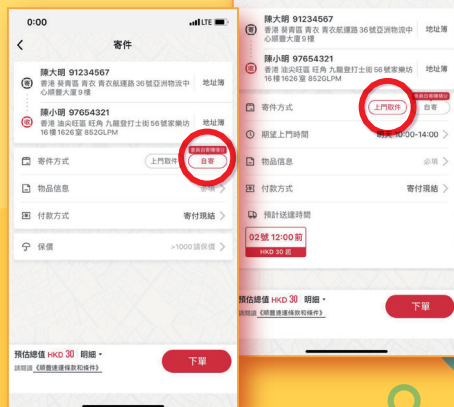 0:00
LTE
寄件
陳大明 91234567
香港 葵青區 青衣 青衣航運路36號亞洲物流中
心順豐大廈9樓
地址簿
陳小明 97654321
香港 油尖旺區 旺角 九龍登打士街56號家樂坊
16樓1626室 852GLPM
地址簿
寄件方式
上門取件
自寄
物品信息
必填
付款方式
寄付現結
保價
>1000請保價
預估總值 HKD 30 明細
請閱讀《順豐速運條款和條件》
下單
寄
陳大明 91234567
香港 葵青區 青衣 青衣航運路36號亞洲物流中
心順豐大廈9樓
地址簿
收
陳小明 97654321
香港 油尖旺區 旺角 九龍登打士街56號家樂坊
16樓1626室 852GLPM
地址簿
寄件方式
上門取件
自寄
期望上門時間
明天 10:00-14:00
物品信息
必填
付款方式
寄付現結
預計送達時間
02號 12:00前
HKD 30 起
預估總值 HKD 30 明細
請閱讀《順豐速運條款和條件》
下單